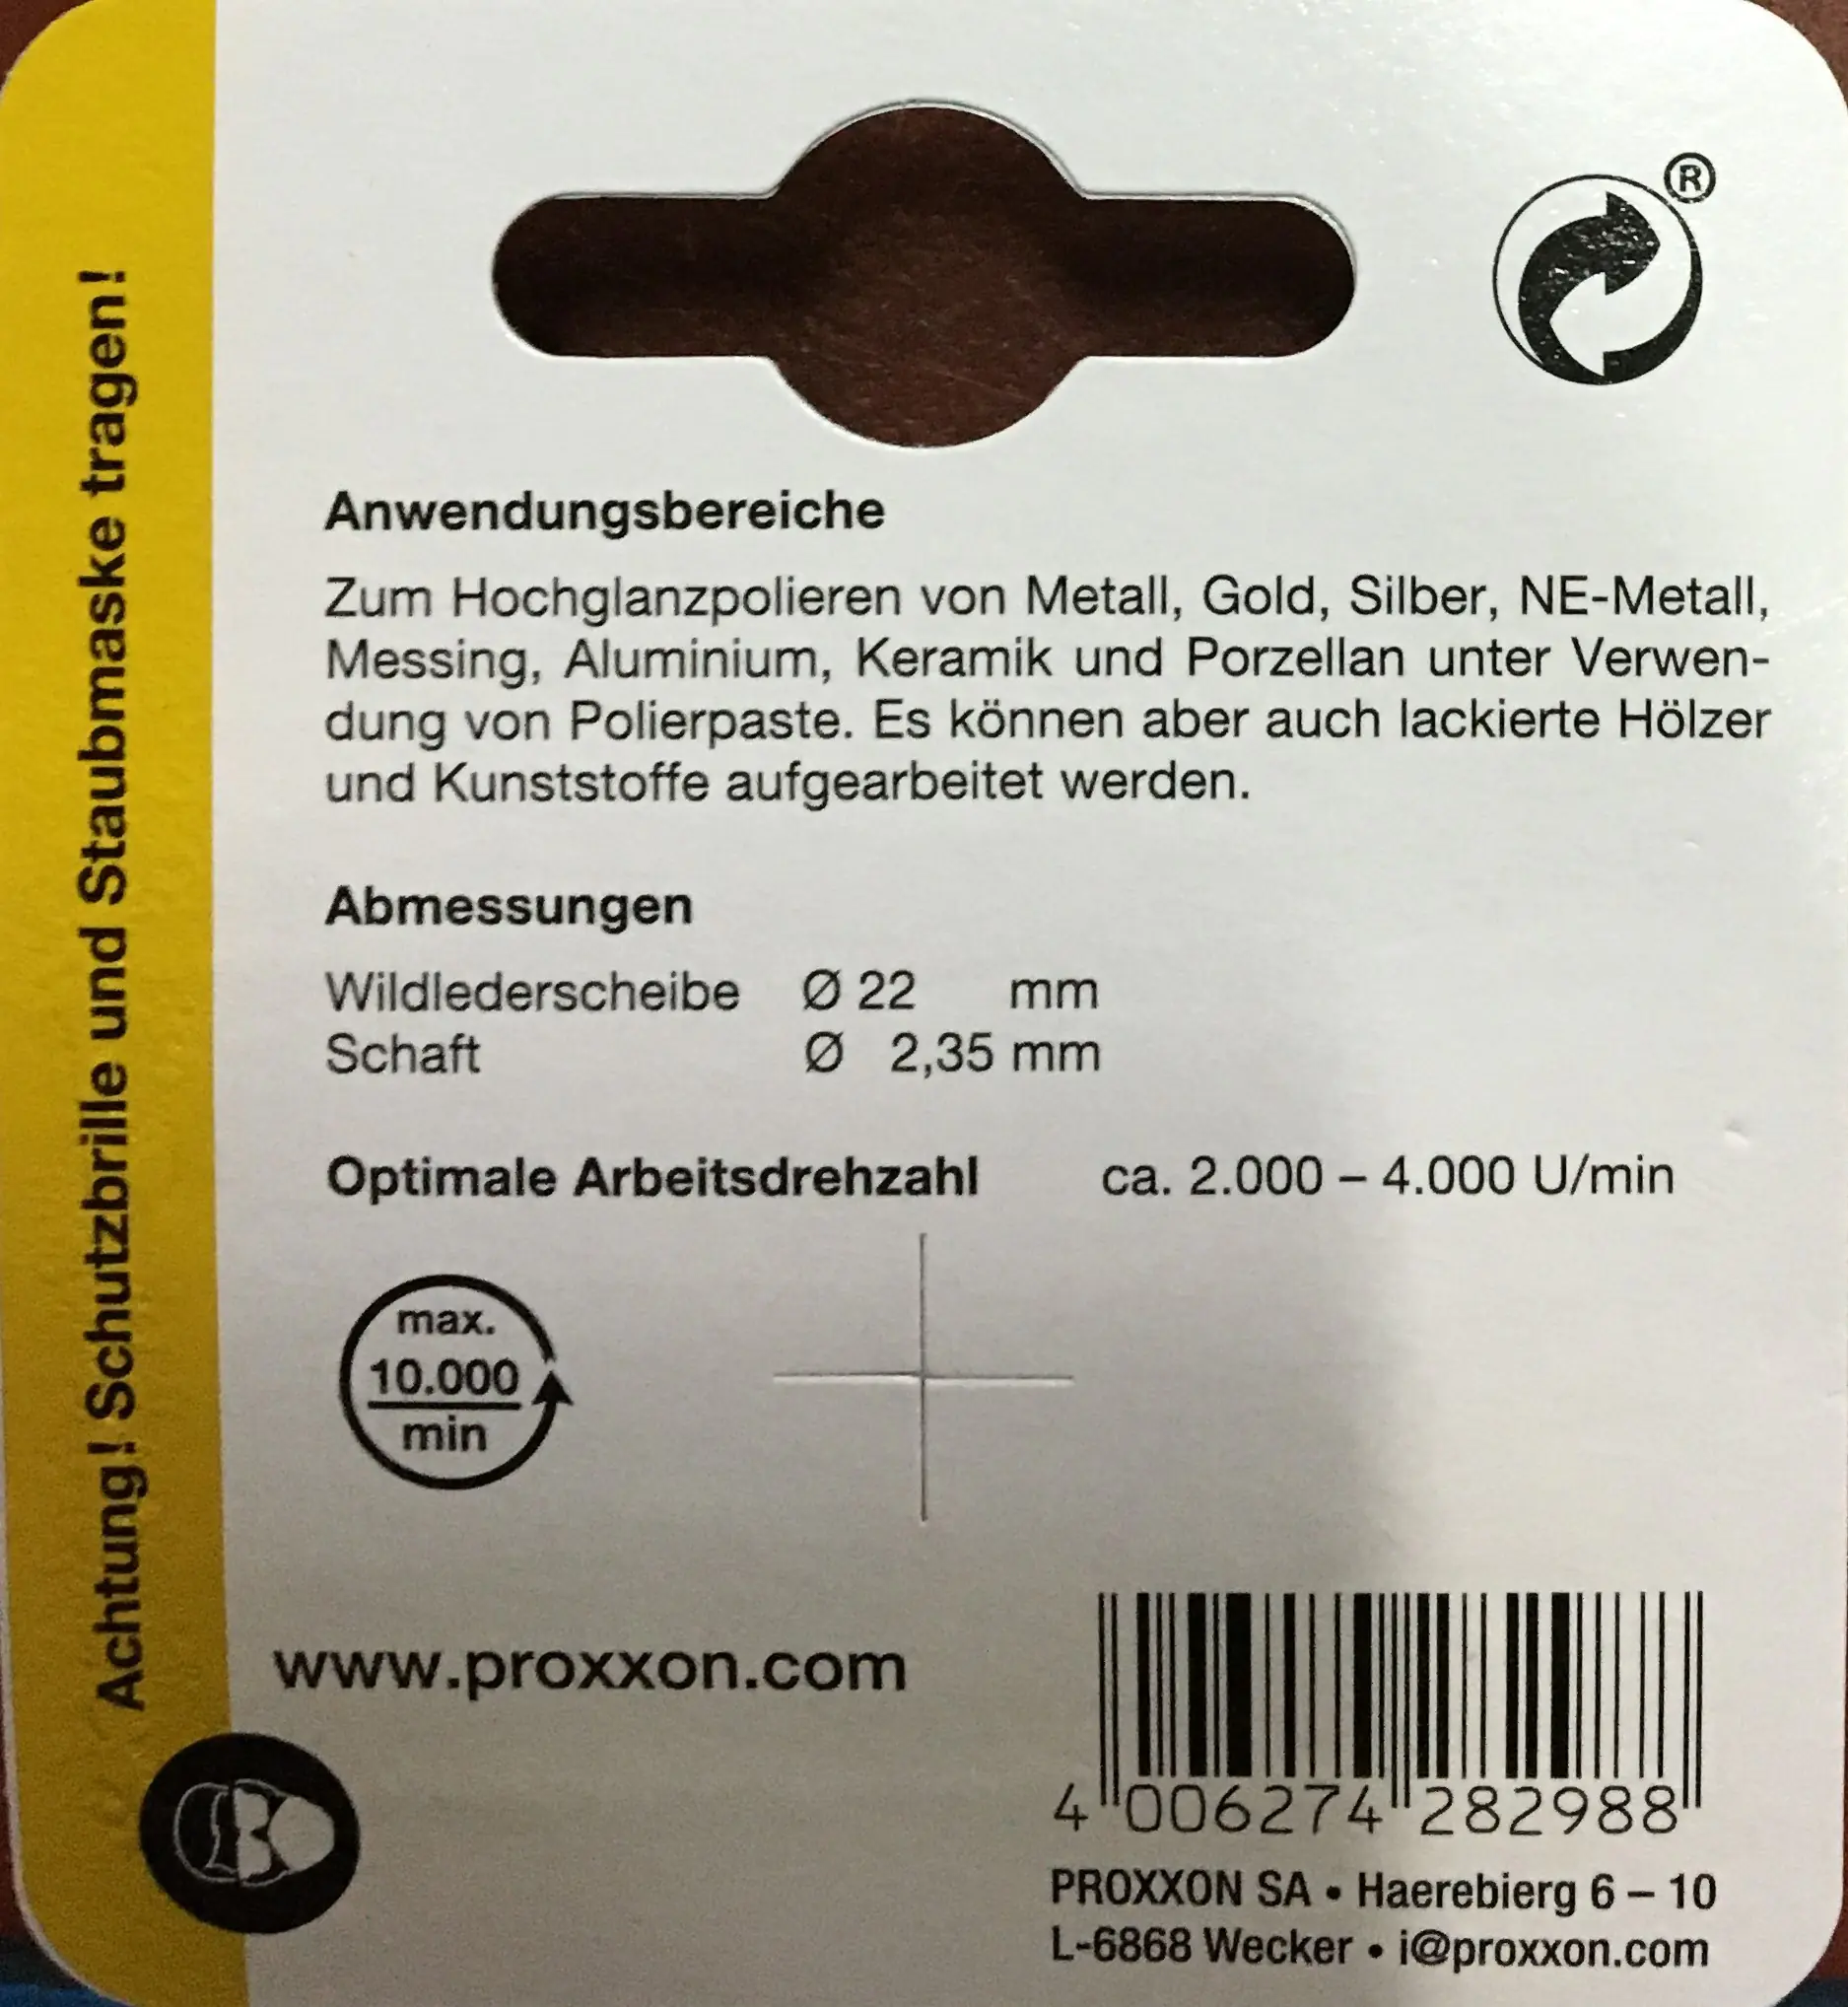 Achtung! Schutzbrille und Staubmaske tragen!
®
Anwendungsbereiche
Zum Hochglanzpolieren von Metall, Gold, Silber, NE-Metall,
Messing, Aluminium, Keramik und Porzellan unter Verwen-
dung von Polierpaste. Es können aber auch lackierte Hölzer
und Kunststoffe aufgearbeitet werden.
Abmessungen
Wildlederscheibe Ø 22 mm
Schaft Ø 2,35 mm
Optimale Arbeitsdrehzahl ca. 2.000 – 4.000 U/min
max.
10.000
min
www.proxxon.com
4 006274 282988
PROXXON SA • Haerebierg 6 – 10
L-6868 Wecker • i@proxxon.com